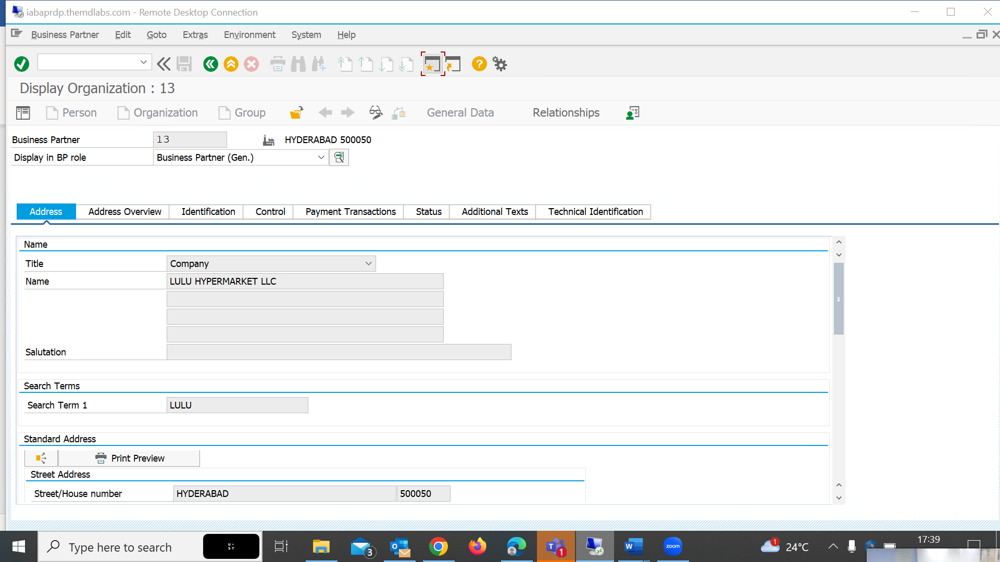 iabaprdp.themdlabs.com - Remote Desktop Connection
Business Partner Edit Goto Extras Environment System Help
Display Organization : 13
Person Organization Group General Data Relationships
Business Partner 13 HYDERABAD 500050
Display in BP role Business Partner (Gen.)
Address Address Overview Identification Control Payment Transactions Status Additional Texts Technical Identification
Name
Title Company
Name LULU HYPERMARKET LLC
Salutation
Search Terms
Search Term 1 LULU
Standard Address
Print Preview
Street Address
Street/House number HYDERABAD 500050
Type here to search 3 1 W zoom 1 24°C 17:39